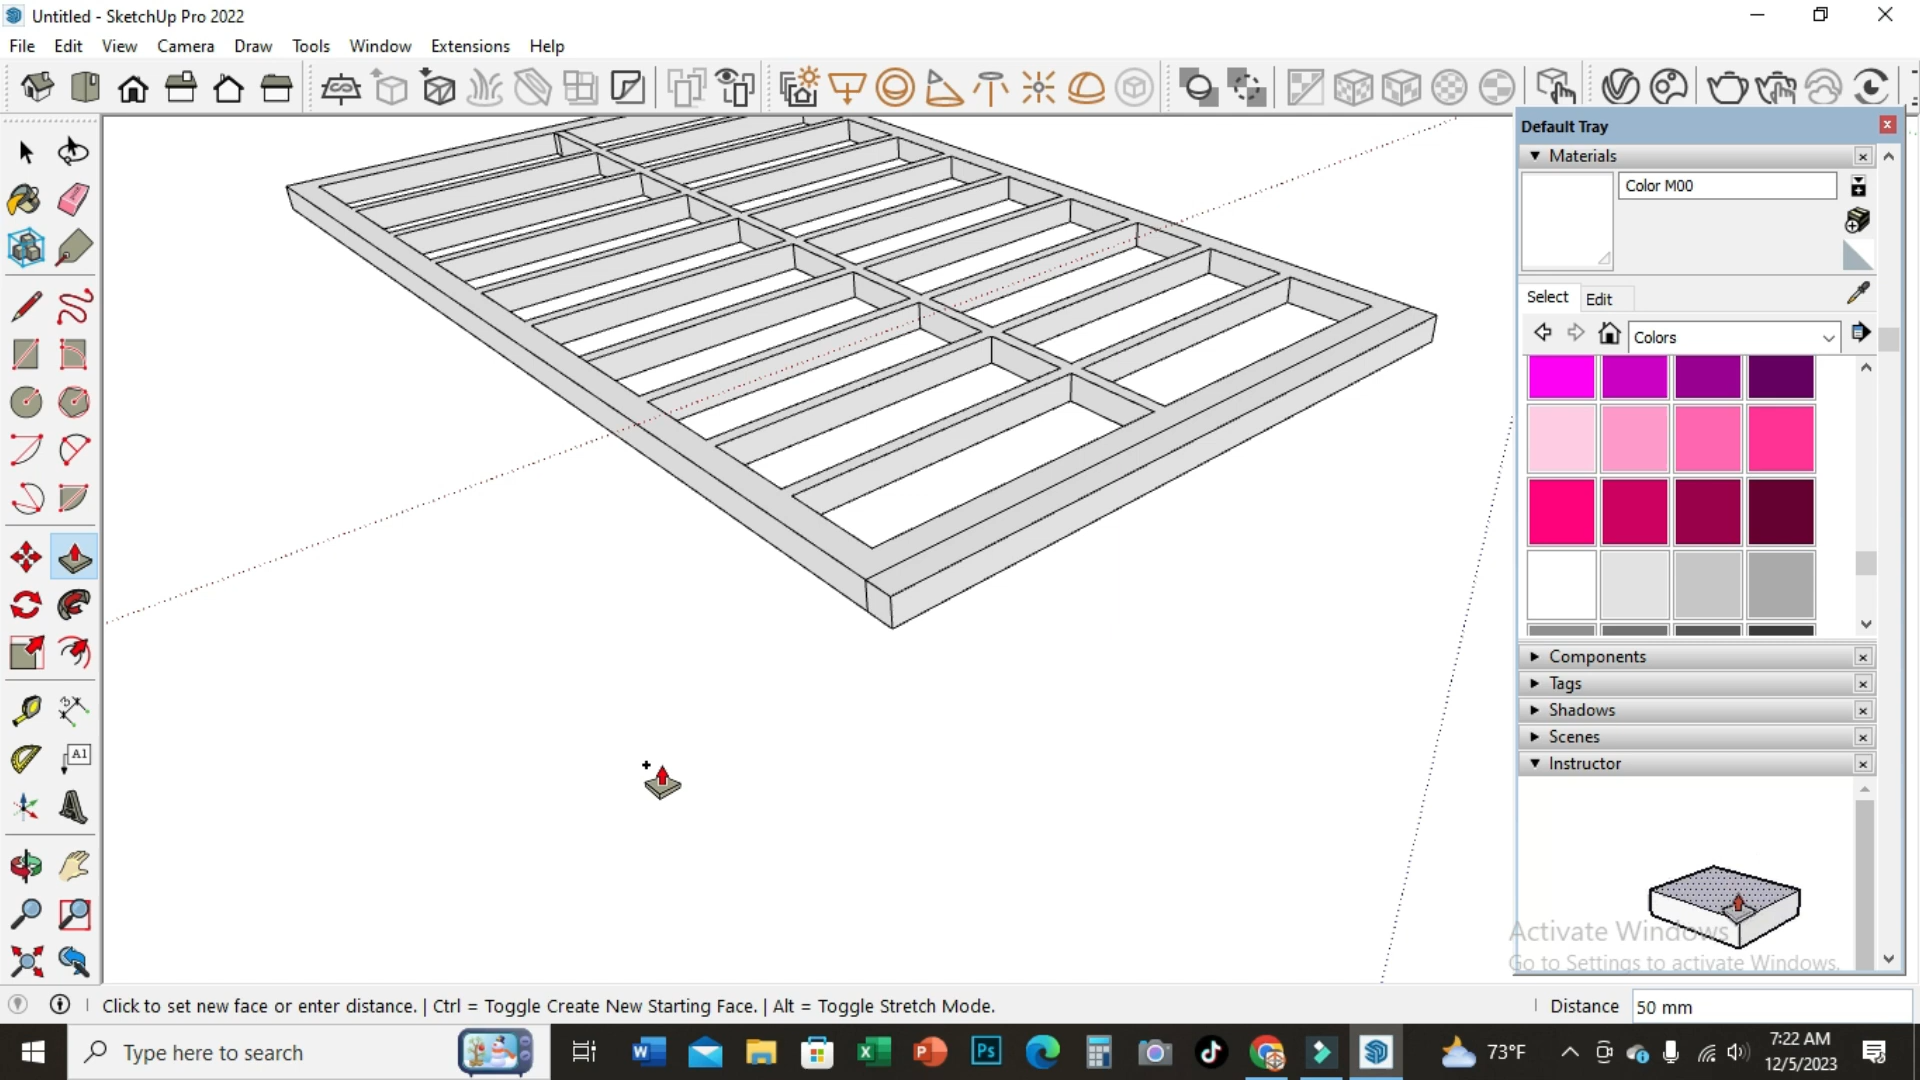 Untitled - SketchUp Pro 2022
File Edit View Camera Draw Tools Window Extensions Help
Default Tray
Materials
Color M00
Select Edit
Colors
Components
Tags
Shadows
Scenes
Instructor
A1
Activate Windows
Go to Settings to activate Windows.
Click to set new face or enter distance. | Ctrl = Toggle Create New Starting Face. | Alt = Toggle Stretch Mode.
Distance 50 mm
Type here to search
73°F
7:22 AM
12/5/2023